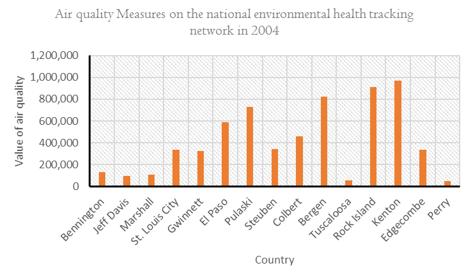 Air quality Measures on the national environmental health tracking
network in 2004
1,200,000
1,000,000
800,000
600,000
400,000
200,000
0
Value of air quality
Bennington
Jeff Davis
Marshall
St. Louis City
Gwinnett
El Paso
Pulaski
Steuben
Colbert
Bergen
Tuscaloosa
Rock Island
Kenton
Edgecombe
Perry
Country